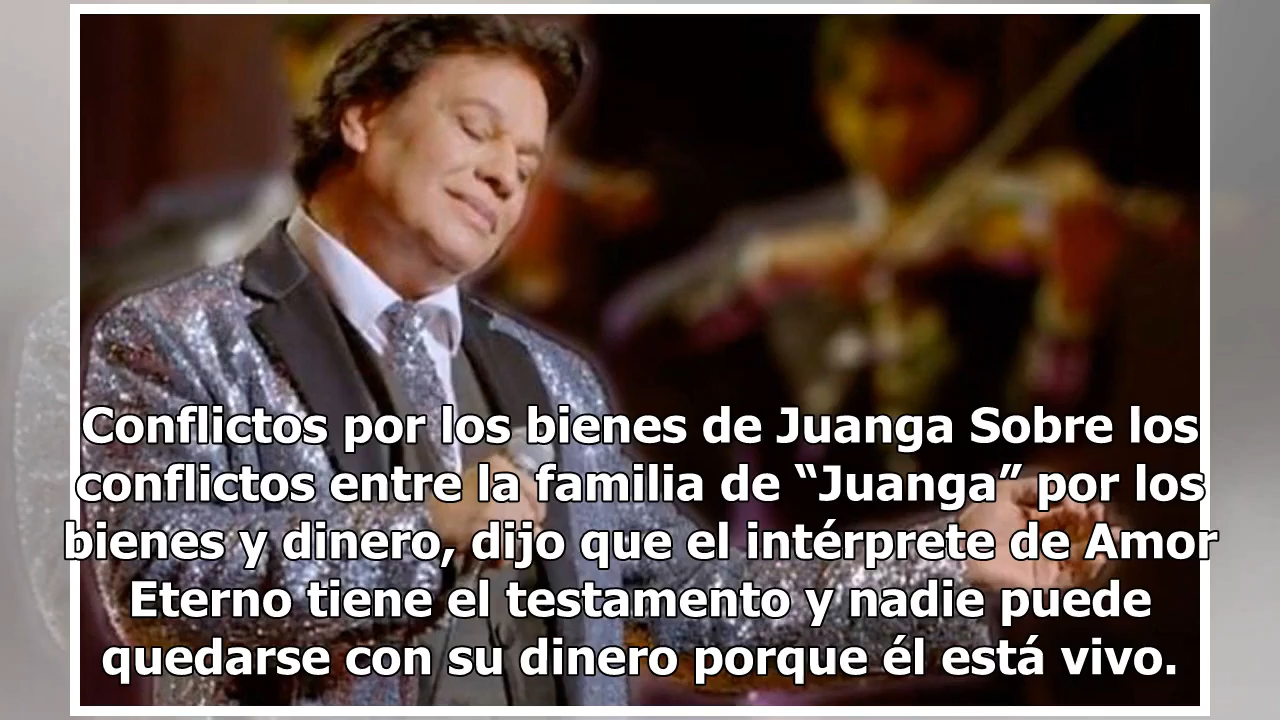 Conflictos por los bienes de Juanga Sobre los
conflictos entre la familia de “Juanga” por los
bienes y dinero, dijo que el intérprete de Amor
Eterno tiene el testamento y nadie puede
quedarse con su dinero porque él está vivo.